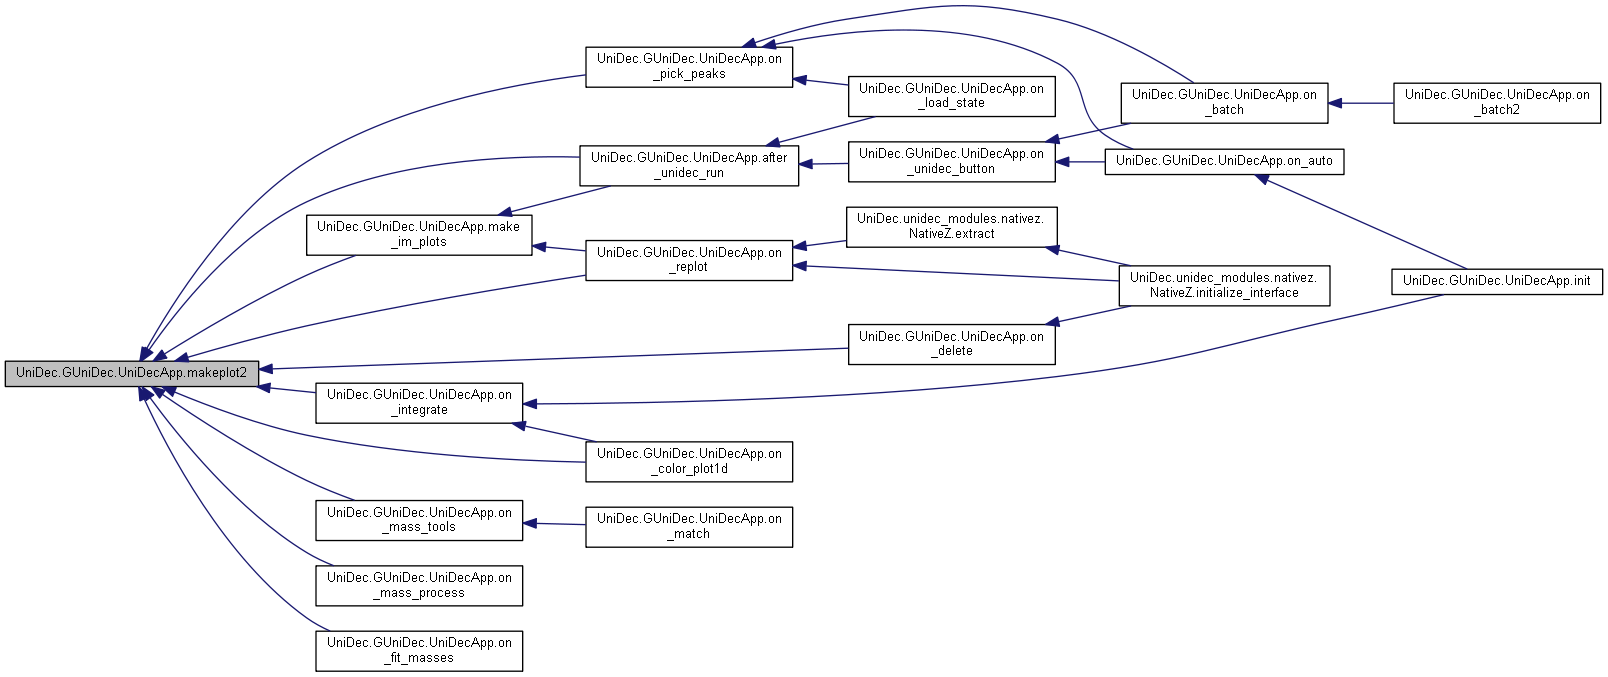 UniDec.GUniDec.UniDecApp.makeplot2
UniDec.GUniDec.UniDecApp.on
_pick_peaks
UniDec.GUniDec.UniDecApp.on
_load_state
UniDec.GUniDec.UniDecApp.on
_batch
UniDec.GUniDec.UniDecApp.on
_batch2
UniDec.GUniDec.UniDecApp.after
_unidec_run
UniDec.GUniDec.UniDecApp.on
_unidec_button
UniDec.GUniDec.UniDecApp.on_auto
UniDec.GUniDec.UniDecApp.make
_im_plots
UniDec.GUniDec.UniDecApp.on
_replot
UniDec.unidec_modules.nativez.
NativeZ.extract
UniDec.unidec_modules.nativez.
NativeZ.initialize_interface
UniDec.GUniDec.UniDecApp.init
UniDec.GUniDec.UniDecApp.on
_delete
UniDec.GUniDec.UniDecApp.on
_integrate
UniDec.GUniDec.UniDecApp.on
_color_plot1d
UniDec.GUniDec.UniDecApp.on
_mass_tools
UniDec.GUniDec.UniDecApp.on
_match
UniDec.GUniDec.UniDecApp.on
_mass_process
UniDec.GUniDec.UniDecApp.on
_fit_masses